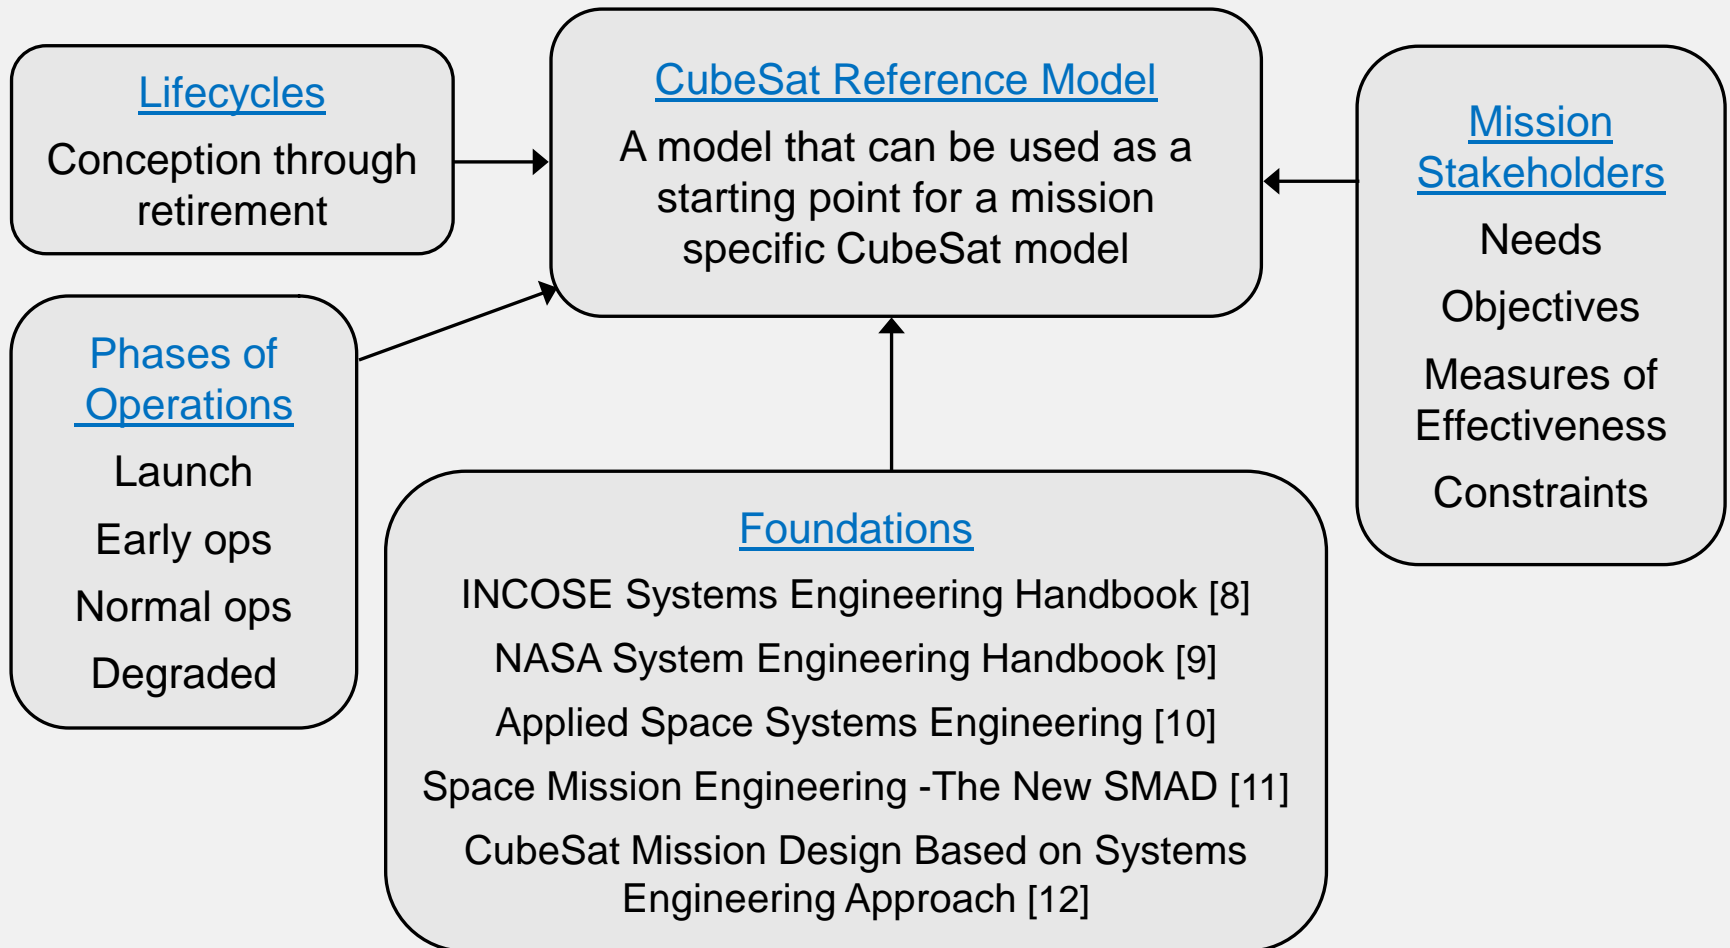 Lifecycles
Conception through
retirement
CubeSat Reference Model
A model that can be used as a
starting point for a mission
specific CubeSat model
Mission
Stakeholders
Needs
Objectives
Measures of
Effectiveness
Constraints
Phases of
Operations
Launch
Early ops
Normal ops
Degraded
Foundations
INCOSE Systems Engineering Handbook [8]
NASA System Engineering Handbook [9]
Applied Space Systems Engineering [10]
Space Mission Engineering -The New SMAD [11]
CubeSat Mission Design Based on Systems
Engineering Approach [12]